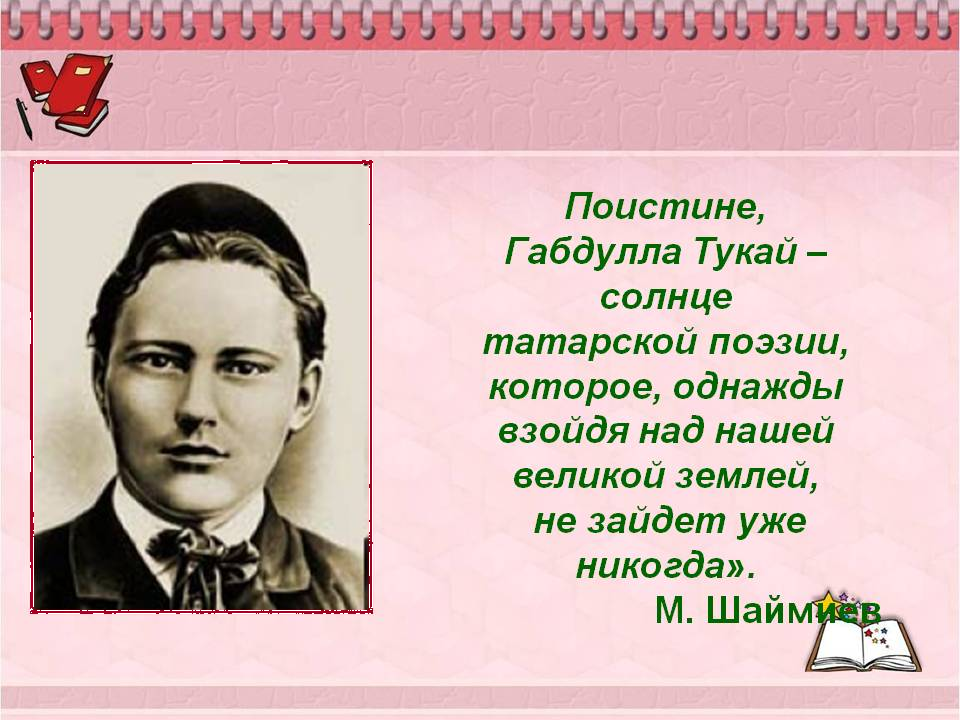 Поистине,
Габдулла Тукай –
солнце
татарской поэзии,
которое, однажды
взойдя над нашей
великой землей,
не зайдет уже
никогда».
М. Шаймиев